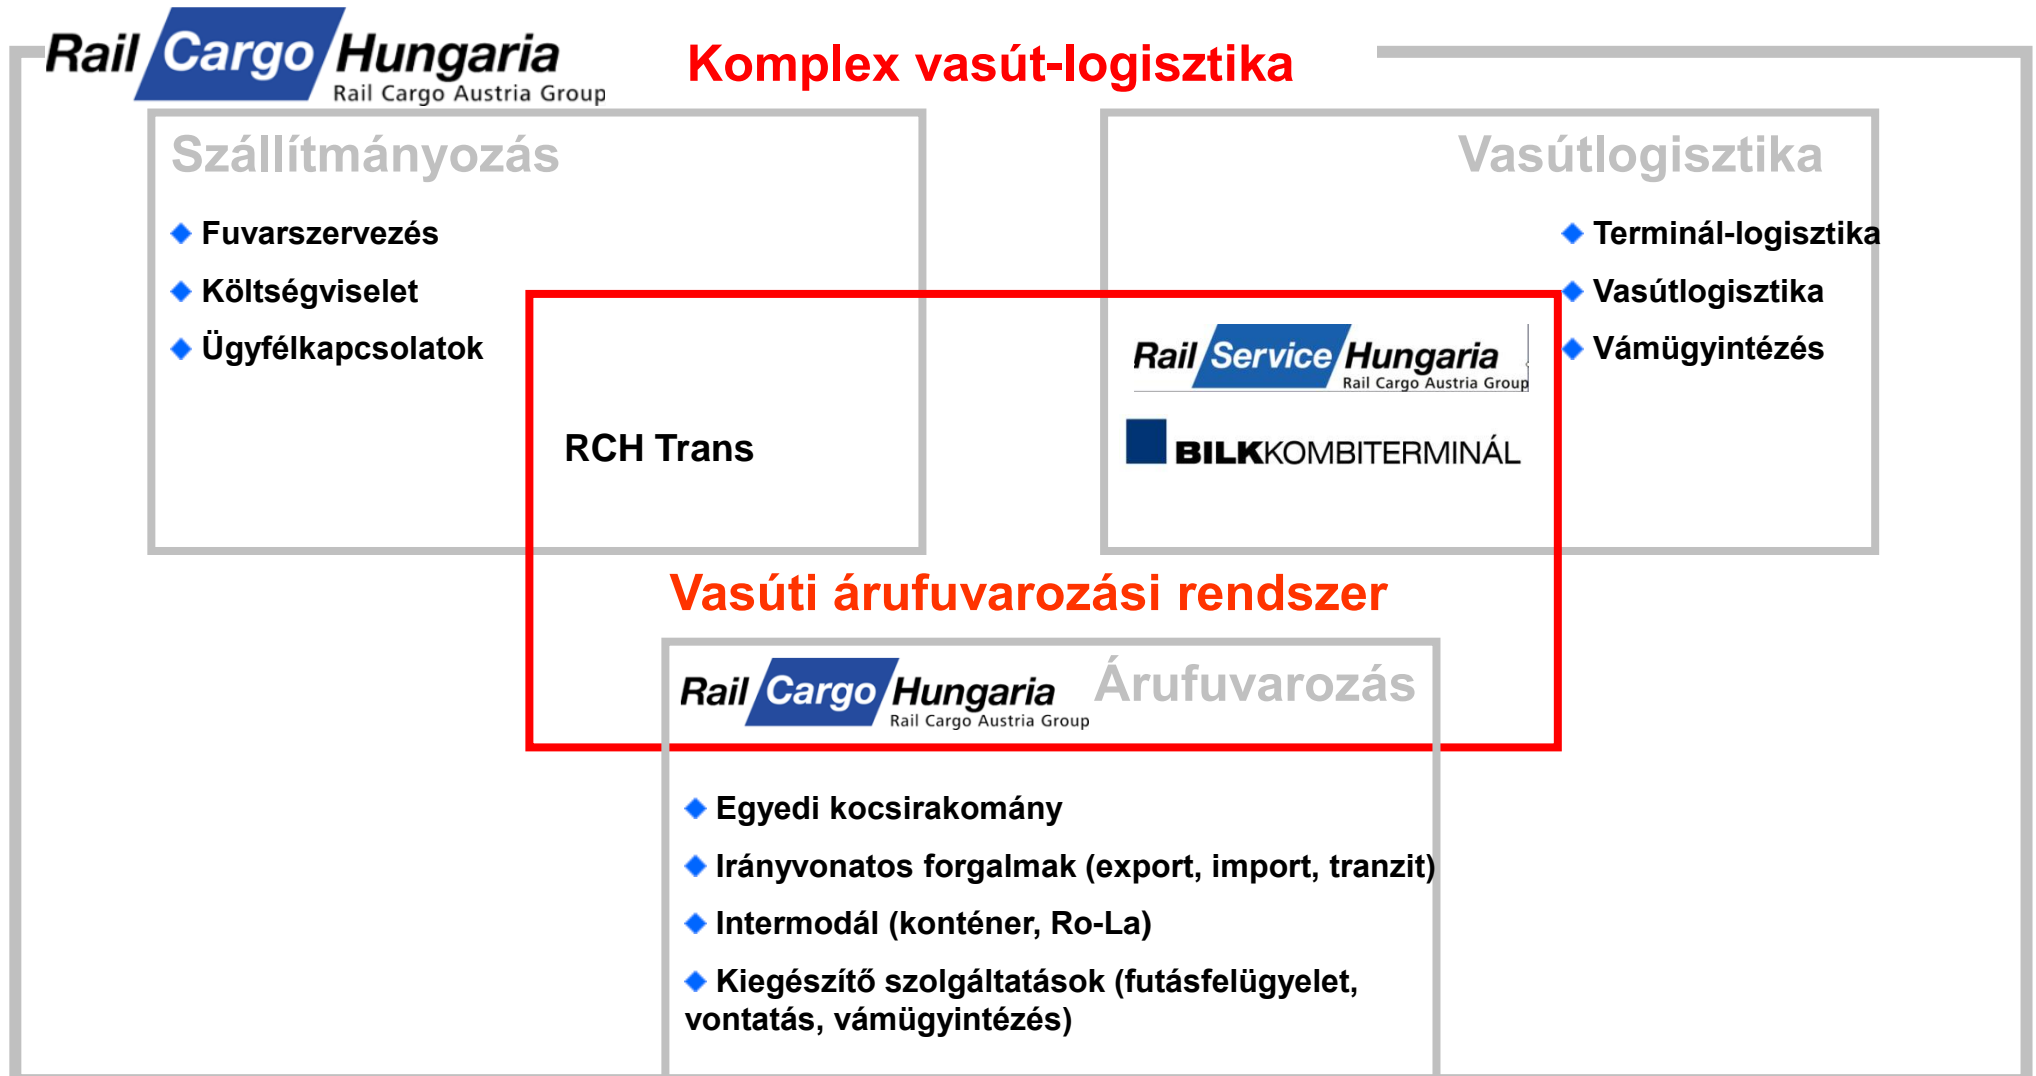 Rail Cargo Hungaria
Rail Cargo Austria Group
Komplex vasút-logisztika
Szállítmányozás
Fuvarszervezés
Költségviselet
Ügyfélkapcsolatok
RCH Trans
Vasútlogisztika
Terminál-logisztika
Vasútlogisztika
Vámügyintézés
Rail Service Hungaria
Rail Cargo Austria Group
BILKKOMBITERMINÁL
Vasúti árufuvarozási rendszer
Rail Cargo Hungaria
Rail Cargo Austria Group
Árufuvarozás
Egyedi kocsirakomány
Irányvonatos forgalmak (export, import, tranzit)
Intermodál (konténer, Ro-La)
Kiegészítő szolgáltatások (futásfelügyelet,
vontatás, vámügyintézés)